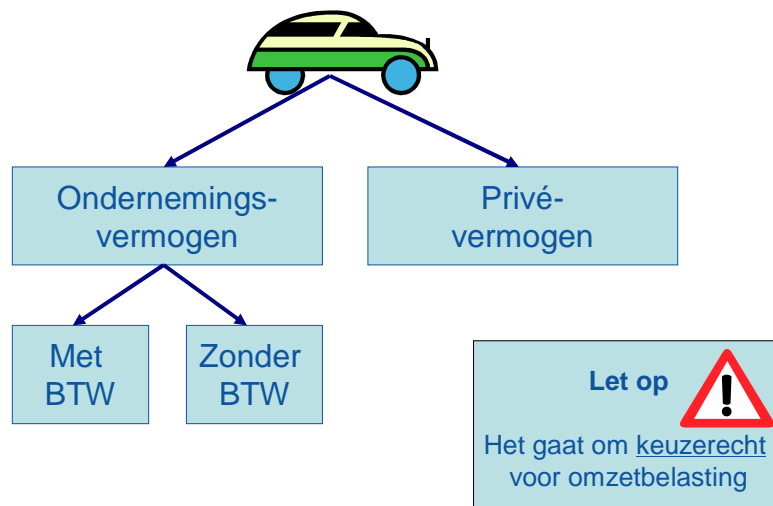 Ondernemings-
vermogen
Privé-
vermogen
Met
BTW
Zonder
BTW
Let op
Het gaat om keuzerecht
voor omzetbelasting